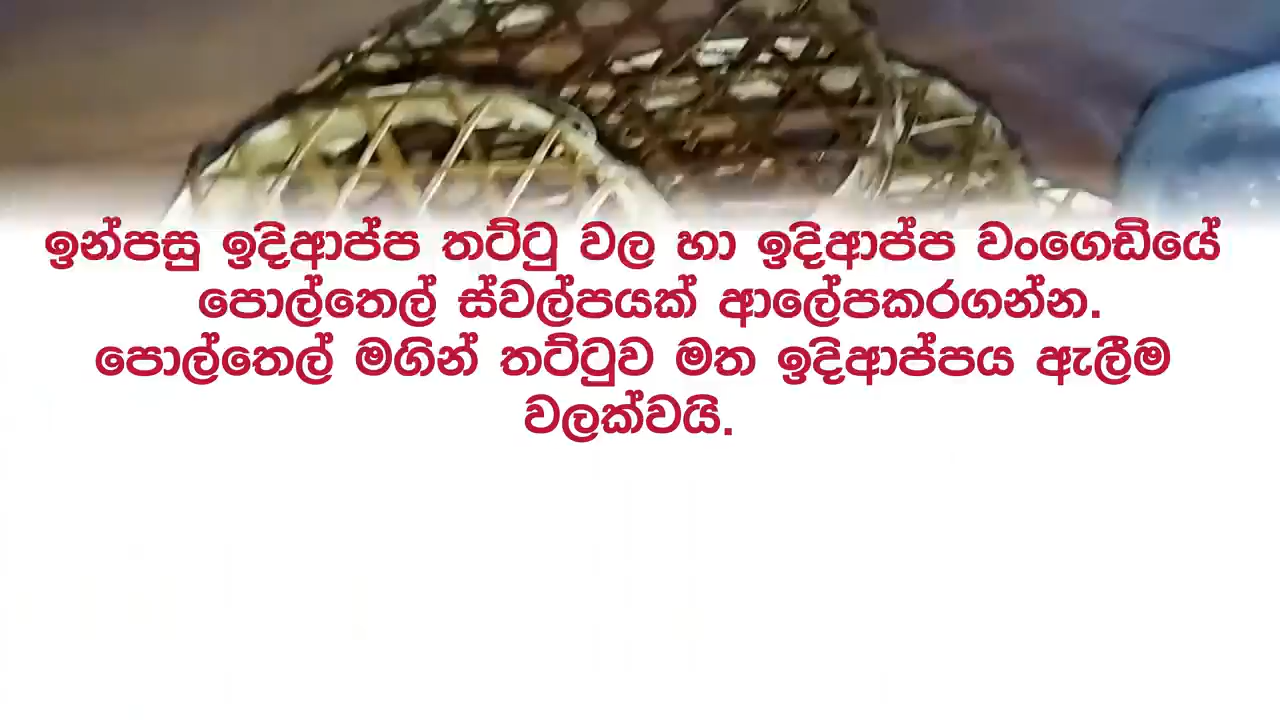 ඉන්පසු ඉදිආප්ප තට්ටු වල හා ඉදිආප්ප වංගෙඩියේ
පොල්තෙල් ස්වල්පයක් ආලේපකරගන්න.
පොල්තෙල් මගින් තට්ටුව මත ඉදිආප්පය ඇලීම
වලක්වයි.